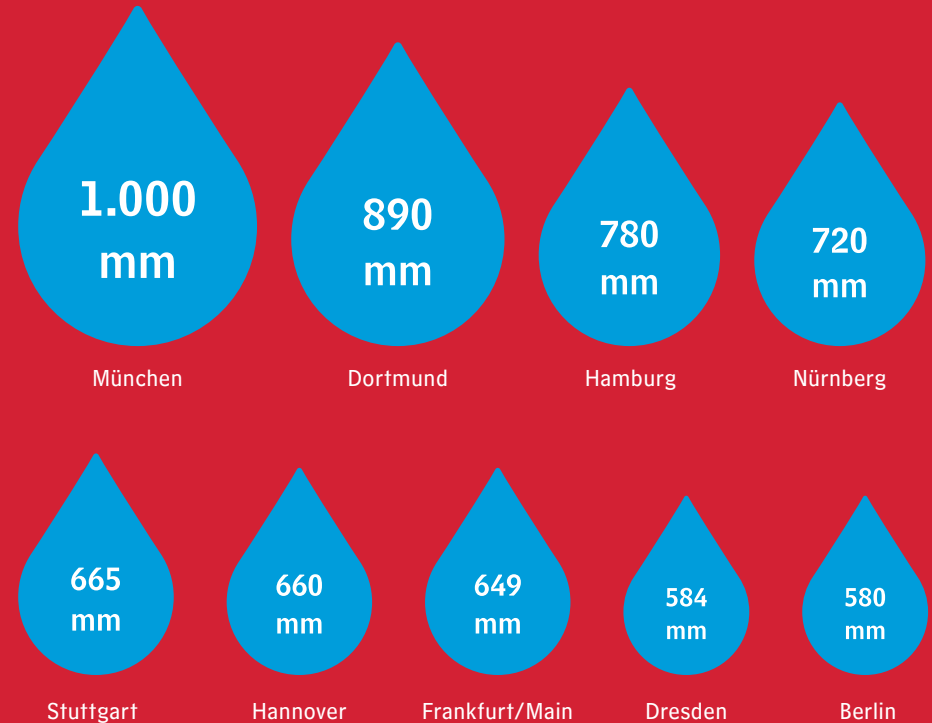 1.000
mm
890
mm
780
mm
720
mm
München
Dortmund
Hamburg
Nürnberg
665
mm
660
mm
649
mm
584
mm
580
mm
Stuttgart
Hannover
Frankfurt/Main
Dresden
Berlin